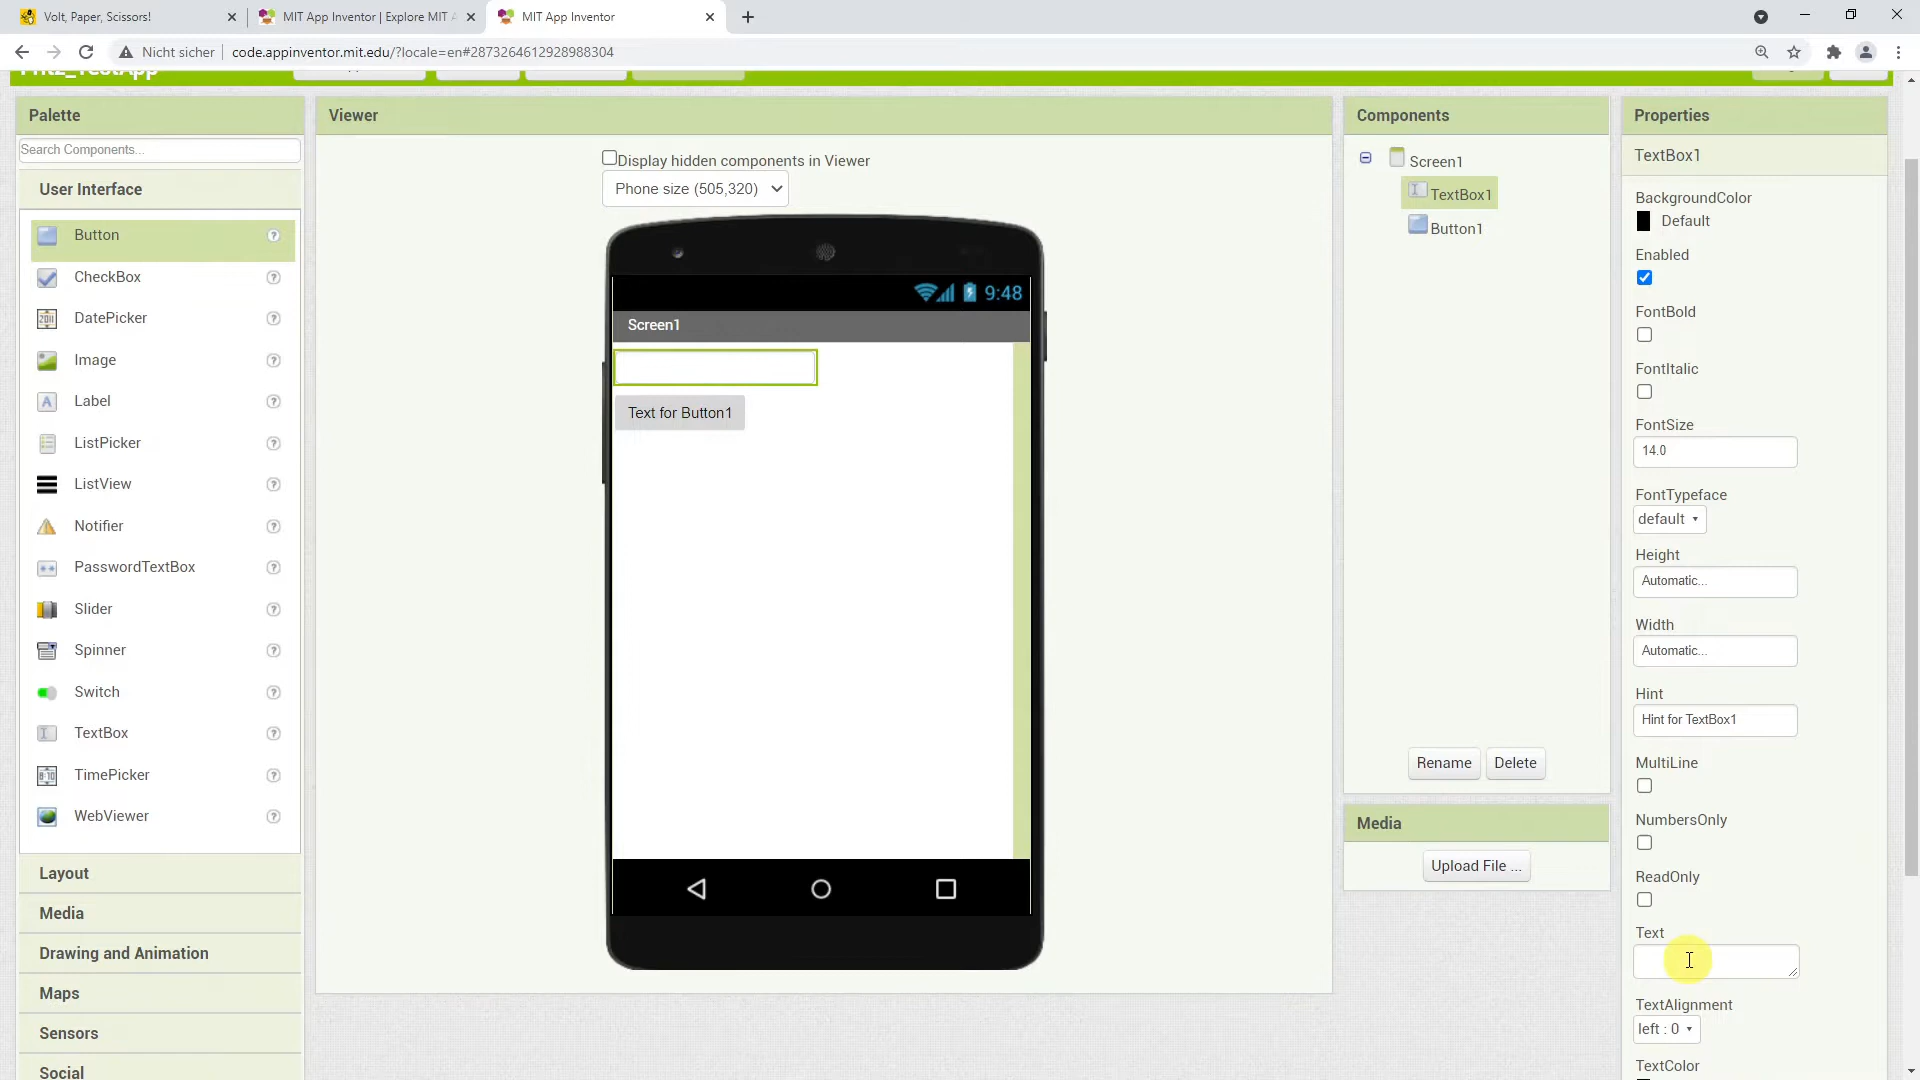 Volt, Paper, Scissors!
MIT App Inventor | Explore MIT A
MIT App Inventor
Nicht sicher
code.appinventor.mit.edu/?locale=en#2873264612928988304
Fritz_TestApp
Palette
Search Components...
User Interface
Button
CheckBox
DatePicker
Image
Label
ListPicker
ListView
Notifier
PasswordTextBox
Slider
Spinner
Switch
TextBox
TimePicker
WebViewer
Layout
Media
Drawing and Animation
Maps
Sensors
Social
Viewer
Display hidden components in Viewer
Phone size (505,320)
9:48
Screen1
Text for Button1
Components
Screen1
TextBox1
Button1
Rename
Delete
Media
Upload File ...
Properties
TextBox1
BackgroundColor
Default
Enabled
FontBold
FontItalic
FontSize
14.0
FontTypeface
default
Height
Automatic...
Width
Automatic...
Hint
Hint for TextBox1
MultiLine
NumbersOnly
ReadOnly
Text
TextAlignment
left : 0
TextColor